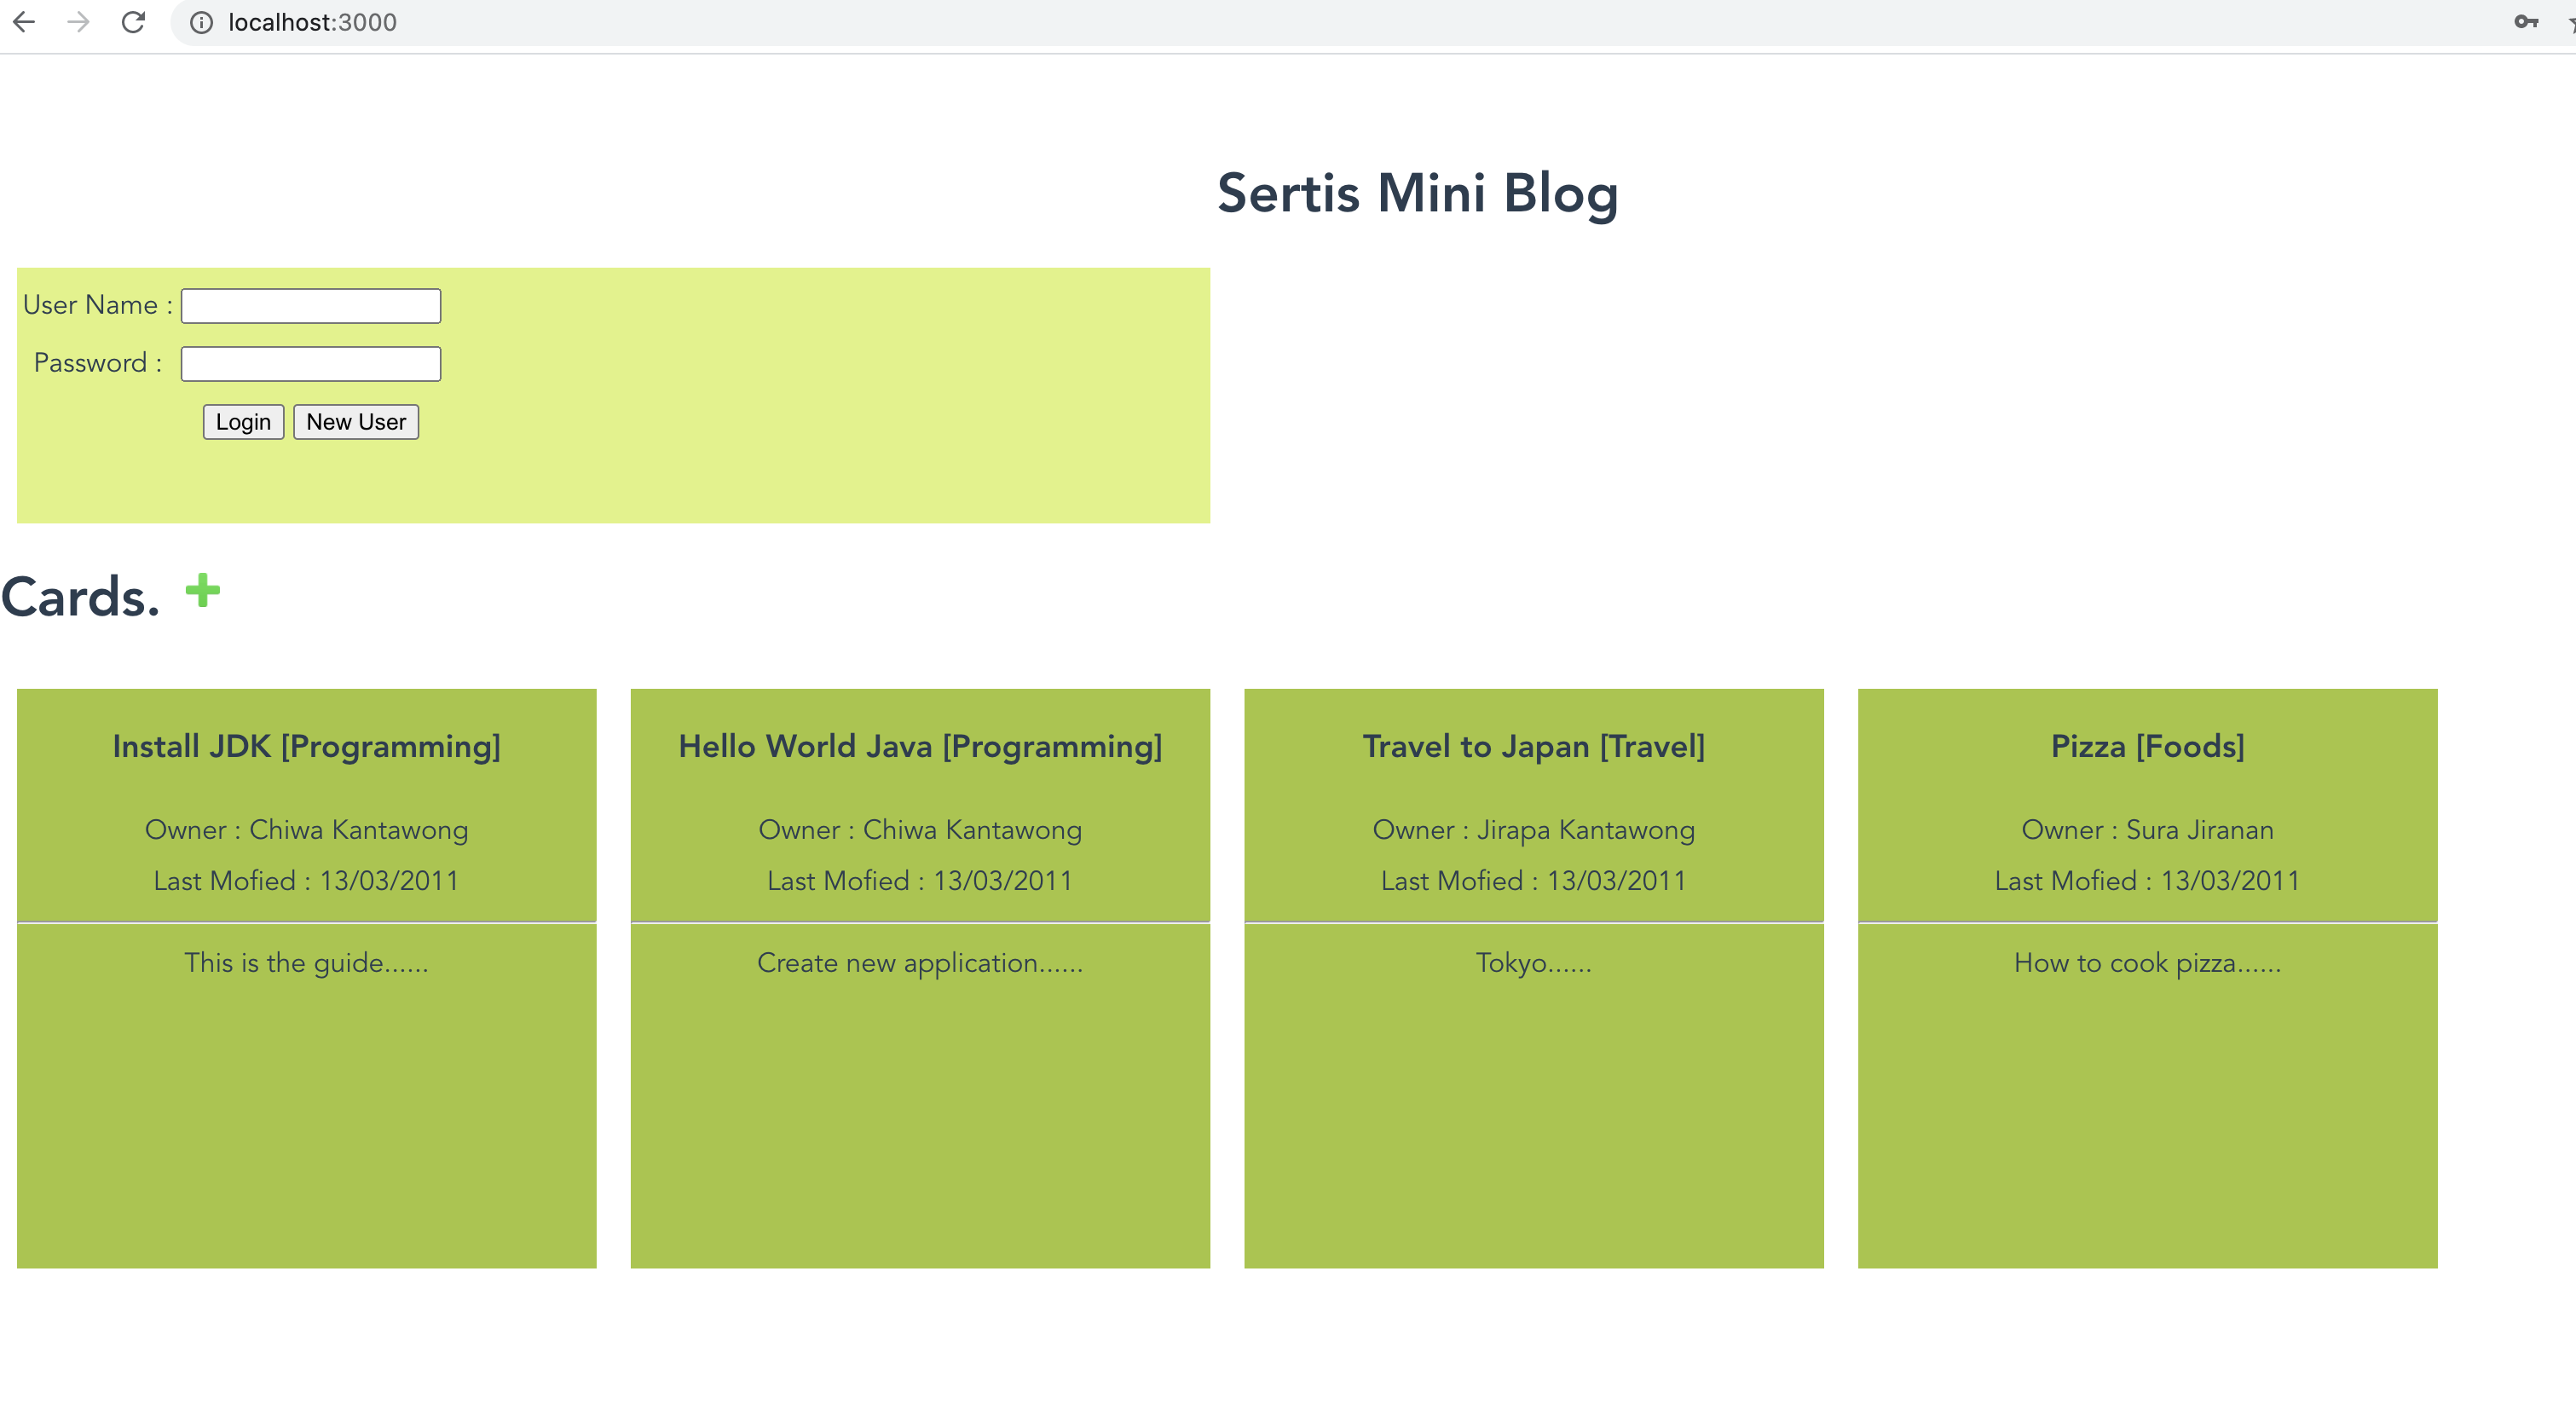 localhost:3000
Sertis Mini Blog
User Name :
Password :
Login New User
Cards.
Install JDK [Programming]
Owner : Chiwa Kantawong
Last Mofied : 13/03/2011
This is the guide......
Hello World Java [Programming]
Owner : Chiwa Kantawong
Last Mofied : 13/03/2011
Create new application......
Travel to Japan [Travel]
Owner : Jirapa Kantawong
Last Mofied : 13/03/2011
Tokyo......
Pizza [Foods]
Owner : Sura Jiranan
Last Mofied : 13/03/2011
How to cook pizza......